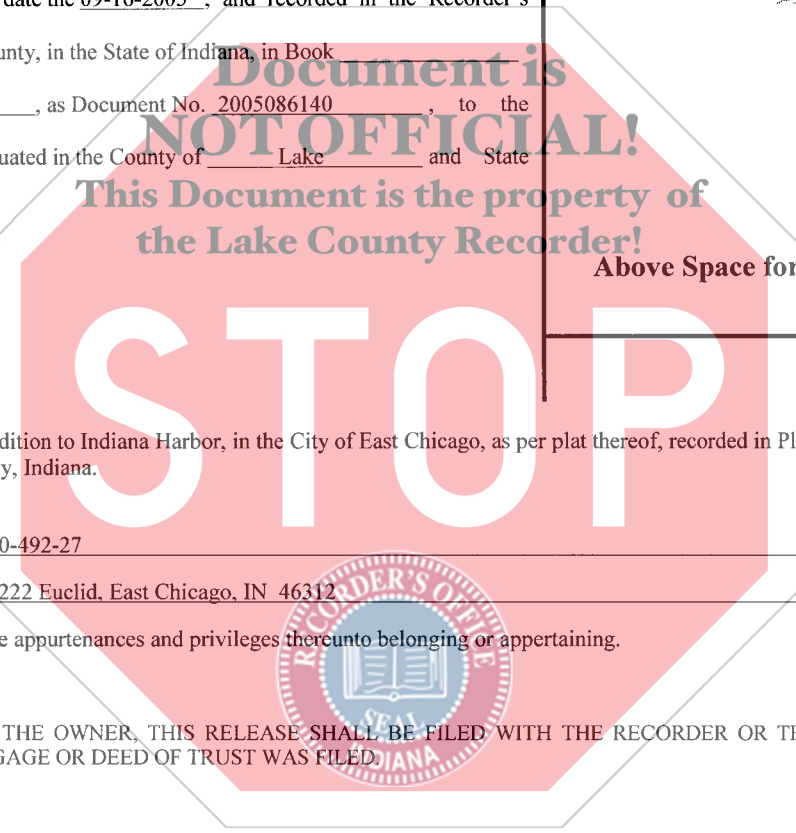 date the 09-16-2005 , and recorded in the Recorder's
unty, in the State of Indiana, in Book
Document is
, as Document No. 2005086140 , to the
NOT OFFICIAL!
uated in the County of Lake and State
This Document is the property of
the Lake County Recorder!
Above Space for
STOP
dition to Indiana Harbor, in the City of East Chicago, as per plat thereof, recorded in Pl
y, Indiana.
0-492-27
222 Euclid, East Chicago, IN 46312
e appurtenances and privileges thereunto belonging or appertaining.
RECORDER'S OFFICE
SEAL
INDIANA
THE OWNER, THIS RELEASE SHALL BE FILED WITH THE RECORDER OR TH
GAGE OR DEED OF TRUST WAS FILED.